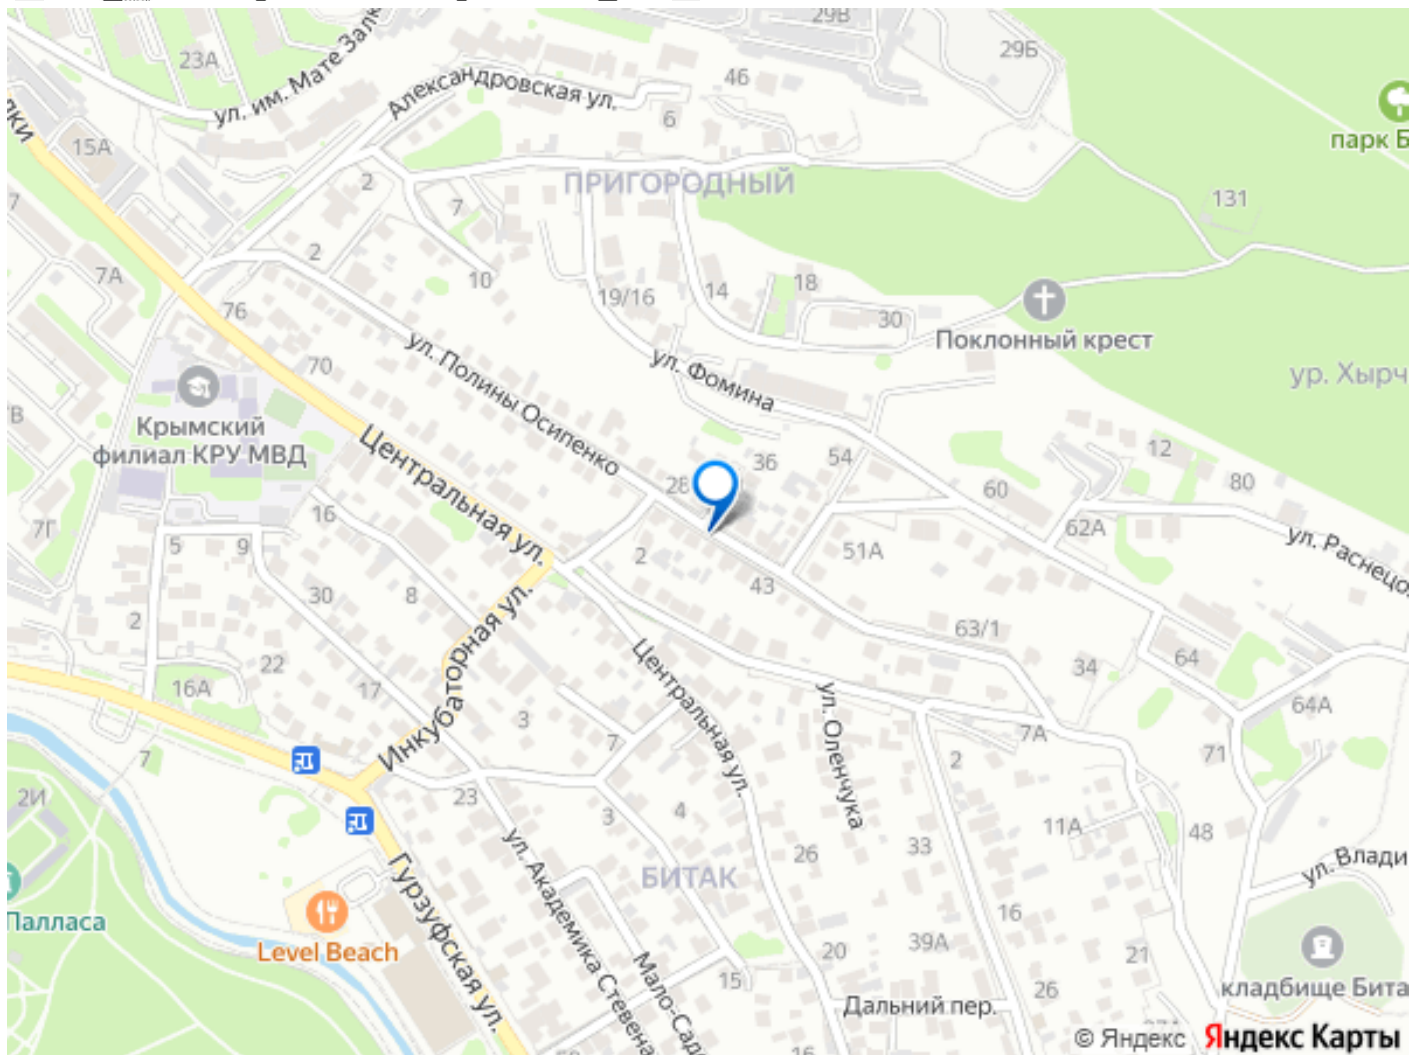 29В
29Б
23А
46
ул. им. Мате Залк
Александровская ул.
6
лки
15А
парк Б
ПРИГОРОДНЫЙ
2
7
7
131
2
7А
10
19/16
14
18
30
76
Поклонный крест
ул. Полины Осипенко
ул. Фомина
70
ур. Хырч
Крымский
филиал КРУ МВД
В
Центральная ул.
28
36
54
12
80
60
7Г
16
5
9
2
51А
62А
ул. Раснецо
43
30
8
2
Инкубаторная ул.
63/1
22
17
16А
Центральная ул.
34
64
3
7
ул. Оленчука
7А
64А
71
2
7
2И
23
3
4
11А
48
33
26
ул. Влади
БИТАК
ул. Академика Стевена
Гурзуфская ул.
Палласа
Level Beach
16
39А
20
21
15
Мало-Садо
26
Дальний пер.
кладбище Бита
16
© Яндекс Яндекс Карты